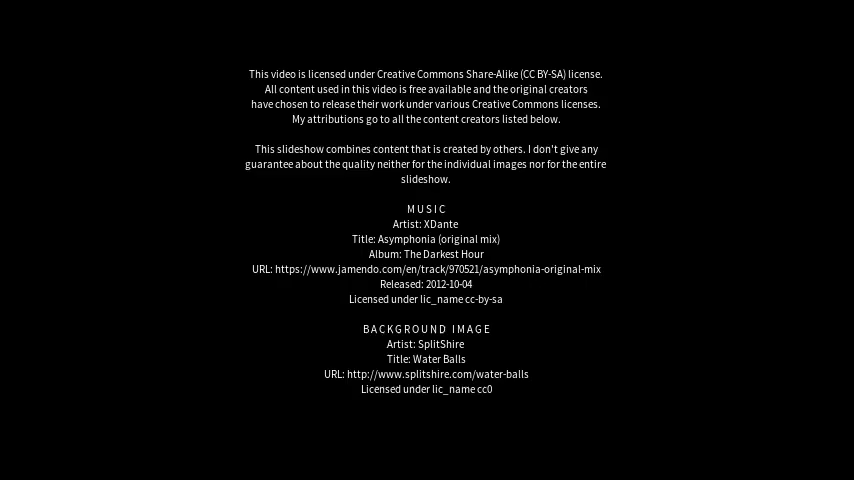 This video is licensed under Creative Commons Share-Alike (CC BY-SA) license.
All content used in this video is free available and the original creators
have chosen to release their work under various Creative Commons licenses.
My attributions go to all the content creators listed below.
This slideshow combines content that is created by others. I don't give any
guarantee about the quality neither for the individual images nor for the entire
slideshow.
MUSIC
Artist: XDante
Title: Asymphonia (original mix)
Album: The Darkest Hour
URL: https://www.jamendo.com/en/track/970521/asymphonia-original-mix
Released: 2012-10-04
Licensed under lic_name cc-by-sa
BACKGROUND IMAGE
Artist: SplitShire
Title: Water Balls
URL: http://www.splitshire.com/water-balls
Licensed under lic_name cc0